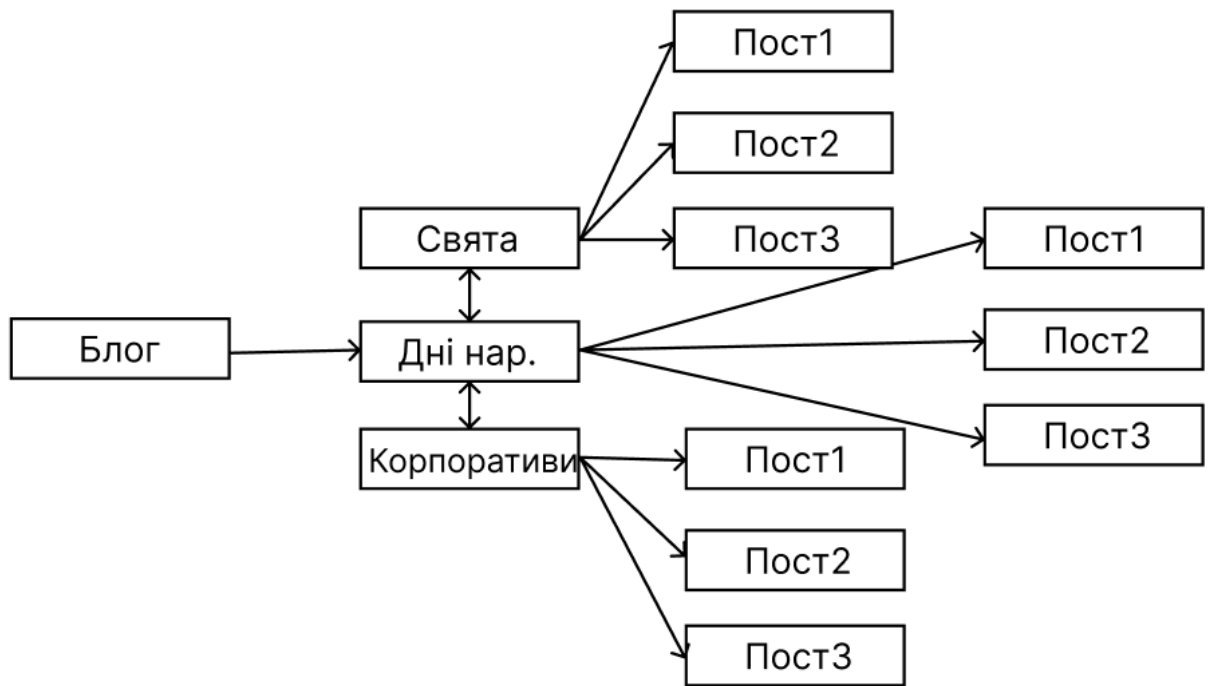 Пост1
Пост2
Свята
Пост3
Пост1
Блог
Дні нар.
Пост2
Пост3
Корпоративи
Пост1
Пост2
Пост3